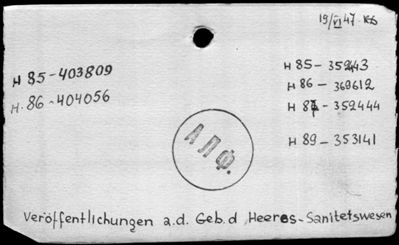 19/VI 47
H 85-403809
H. 86-404056
H 85-352443
H 86-369612
H 87-352444
H 89-353141
АЛФ.
Veröffentlichungen a.d. Geb.d. Heeres-Sanitetswesen